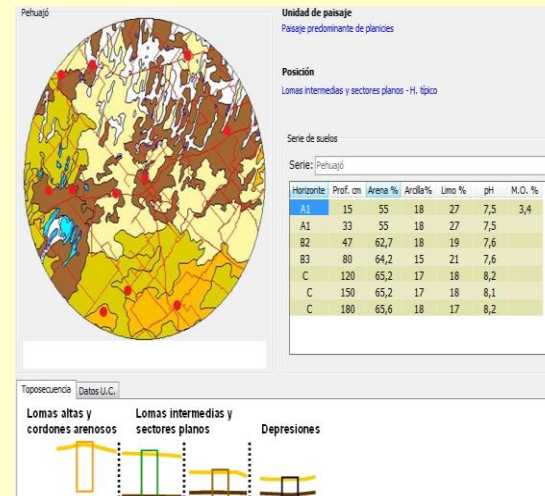 Pehuajó
Unidad de paisaje
Paisaje predominante de planicies
Posición
Lomas intermedias y sectores planos - H. típico
Serie de suelos
Serie: Pehuajó
Horizonte Prof. cm Arena % Arcilla% Limo % pH M.O. %
A1 15 55 18 27 7,5 3,4
A1 33 55 18 27 7,5
B2 47 62,7 18 19 7,6
B3 80 64,2 15 21 7,6
C 120 65,2 17 18 8,2
C 150 65,2 17 18 8,1
C 180 65,6 18 17 8,2
Toposecuencia Datos U.C.
Lomas altas y cordones arenosos
Lomas intermedias y sectores planos
Depresiones